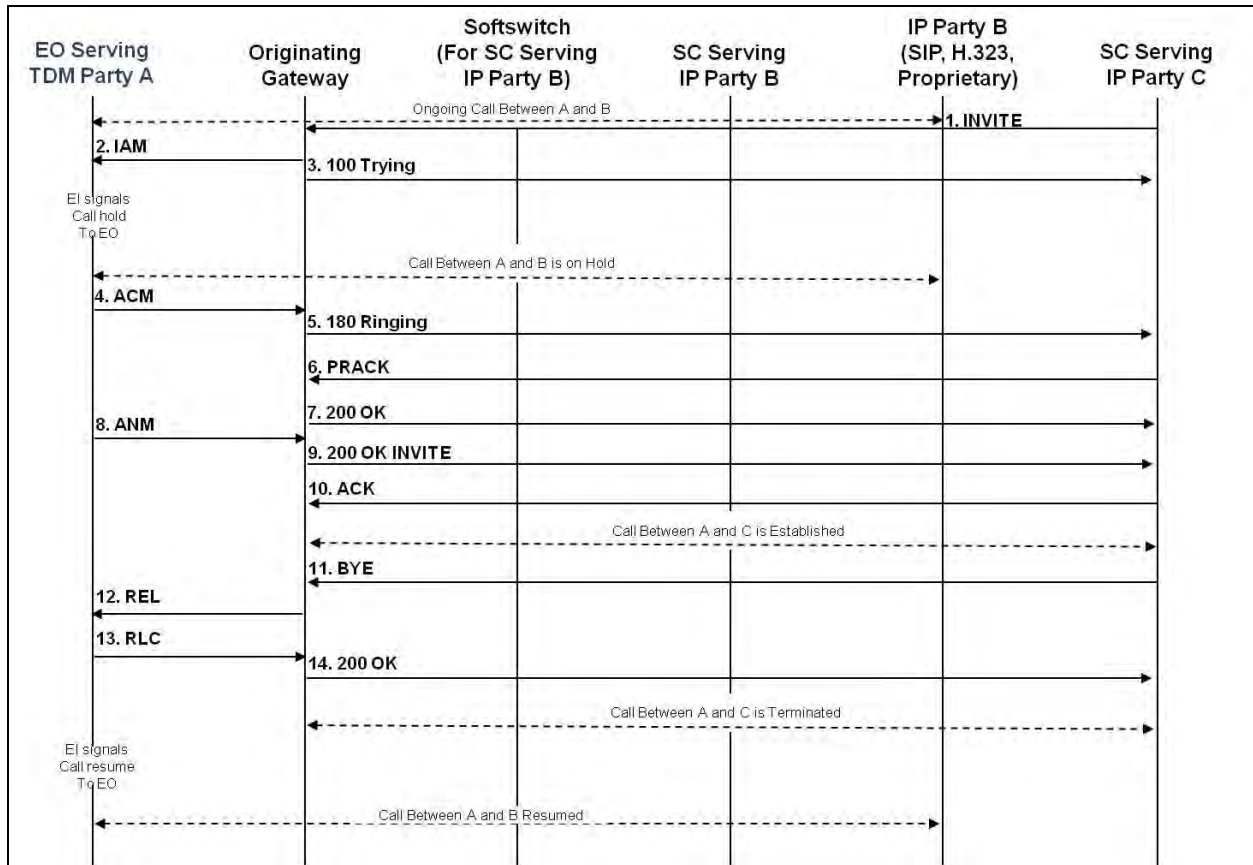 EO Serving
TDM Party A
Originating
Gateway
Softswitch
(For SC Serving
IP Party B)
SC Serving
IP Party B
IP Party B
(SIP, H.323,
Proprietary)
SC Serving
IP Party C
Ongoing Call Between A and B
1. INVITE
2. IAM
3. 100 Trying
EI signals
Call hold
To EO
Call Between A and B is on Hold
4. ACM
5. 180 Ringing
6. PRACK
7. 200 OK
8. ANM
9. 200 OK INVITE
10. ACK
Call Between A and C is Established
11. BYE
12. REL
13. RLC
14. 200 OK
Call Between A and C is Terminated
EI signals
Call resume
To EO
Call Between A and B Resumed